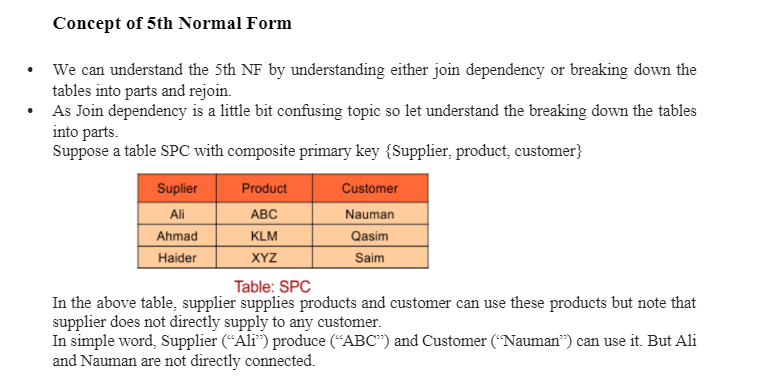 Concept of 5th Normal Form
• We can understand the 5th NF by understanding either join dependency or breaking down the
tables into parts and rejoin.
• As Join dependency is a little bit confusing topic so let understand the breaking down the tables
into parts.
Suppose a table SPC with composite primary key {Supplier, product, customer}
Suplier Product Customer
Ali ABC Nauman
Ahmad KLM Qasim
Haider XYZ Saim
Table: SPC
In the above table, supplier supplies products and customer can use these products but note that
supplier does not directly supply to any customer.
In simple word, Supplier (“Ali”) produce (“ABC”) and Customer (“Nauman”) can use it. But Ali
and Nauman are not directly connected.